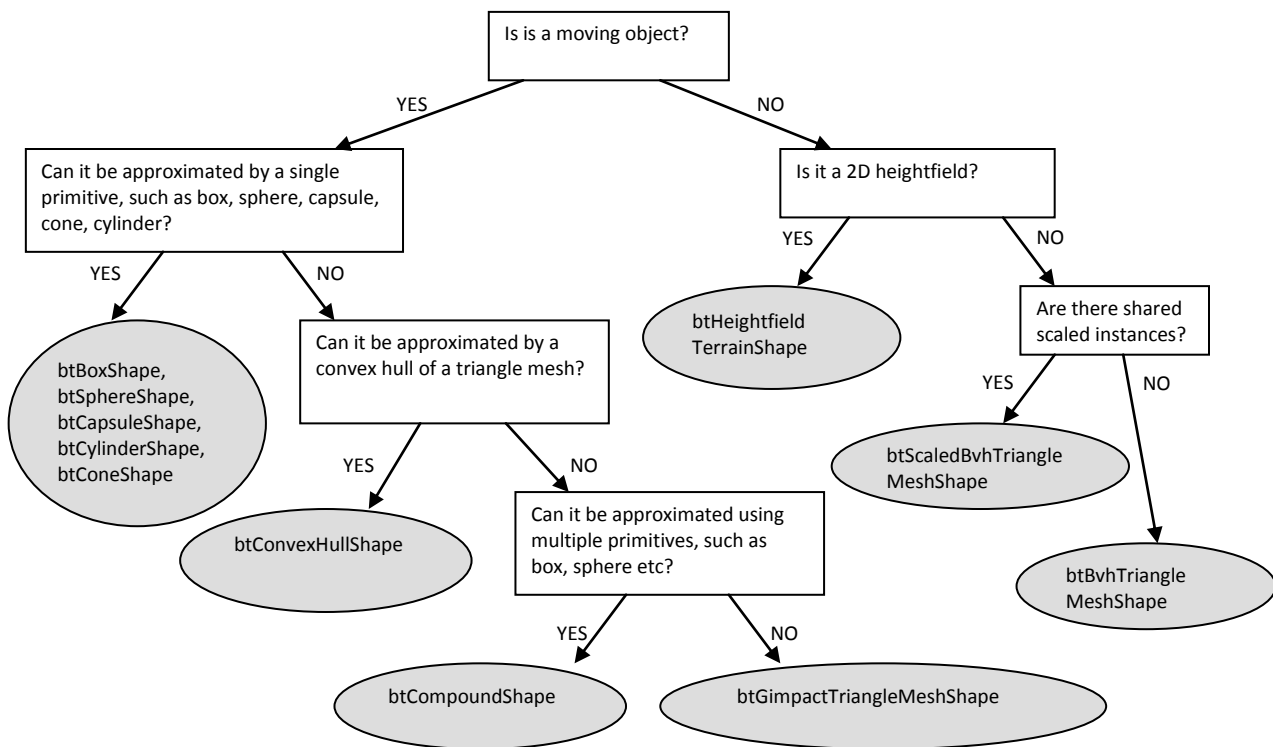 Is is a moving object?
YES
NO
Can it be approximated by a single
primitive, such as box, sphere, capsule,
cone, cylinder?
Is it a 2D heightfield?
YES
NO
YES
NO
btBoxShape,
btSphereShape,
btCapsuleShape,
btCylinderShape,
btConeShape
Can it be approximated by a
convex hull of a triangle mesh?
btHeightfield
TerrainShape
Are there shared
scaled instances?
YES
NO
YES
NO
btConvexHullShape
Can it be approximated using
multiple primitives, such as
box, sphere etc?
btScaledBvhTriangle
MeshShape
btBvhTriangle
MeshShape
YES
NO
btCompoundShape
btGimpactTriangleMeshShape